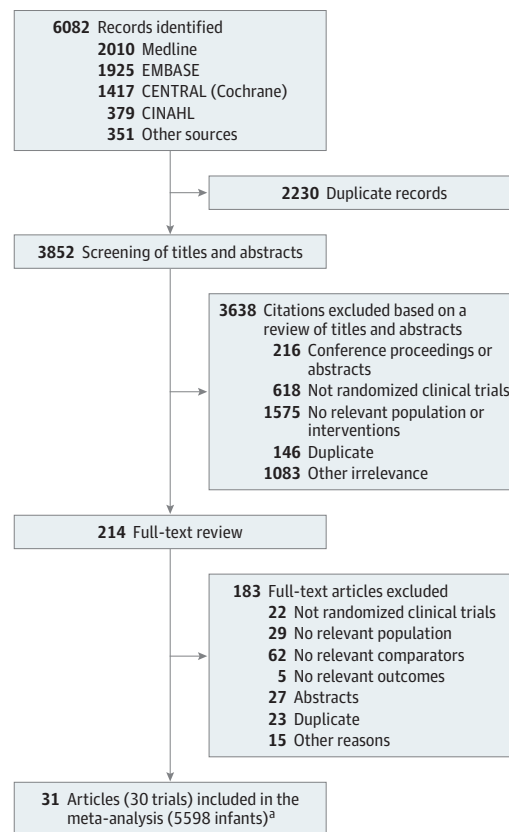 6082 Records identified
2010 Medline
1925 EMBASE
1417 CENTRAL (Cochrane)
379 CINAHL
351 Other sources
2230 Duplicate records
3852 Screening of titles and abstracts
3638 Citations excluded based on a
review of titles and abstracts
216 Conference proceedings or
abstracts
618 Not randomized clinical trials
1575 No relevant population or
interventions
146 Duplicate
1083 Other irrelevance
214 Full-text review
183 Full-text articles excluded
22 Not randomized clinical trials
29 No relevant population
62 No relevant comparators
5 No relevant outcomes
27 Abstracts
23 Duplicate
15 Other reasons
31 Articles (30 trials) included in the
meta-analysis (5598 infants)a